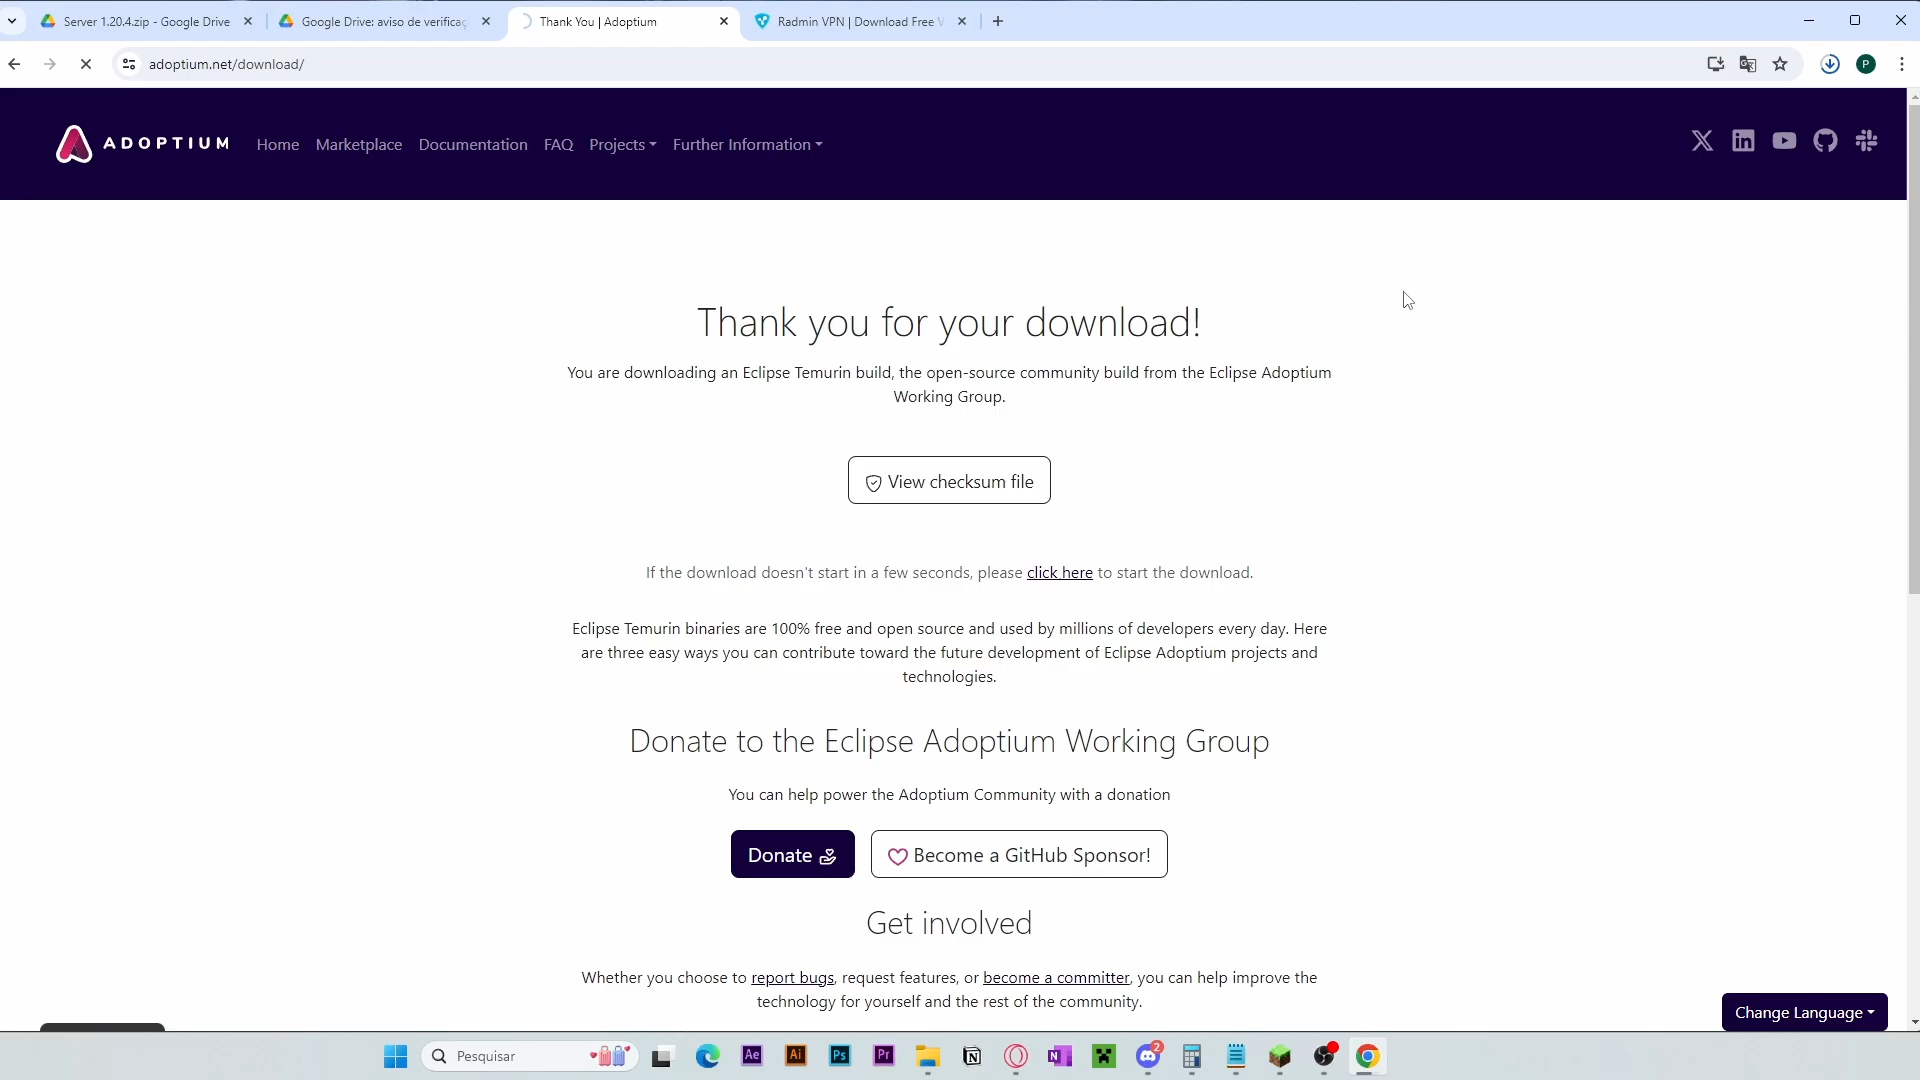 Server 1.20.4.zip - Google Drive
Google Drive: aviso de verificaç
Thank You | Adoptium
Radmin VPN | Download Free V
adoptium.net/download/
P
ADOPTIUM
Home
Marketplace
Documentation
FAQ
Projects
Further Information
Thank you for your download!
You are downloading an Eclipse Temurin build, the open-source community build from the Eclipse Adoptium
Working Group.
View checksum file
If the download doesn't start in a few seconds, please click here to start the download.
Eclipse Temurin binaries are 100% free and open source and used by millions of developers every day. Here
are three easy ways you can contribute toward the future development of Eclipse Adoptium projects and
technologies.
Donate to the Eclipse Adoptium Working Group
You can help power the Adoptium Community with a donation
Donate
Become a GitHub Sponsor!
Get involved
Whether you choose to report bugs, request features, or become a committer, you can help improve the
technology for yourself and the rest of the community.
Change Language
Pesquisar
Ae
Ai
Ps
Pr
N
N
2